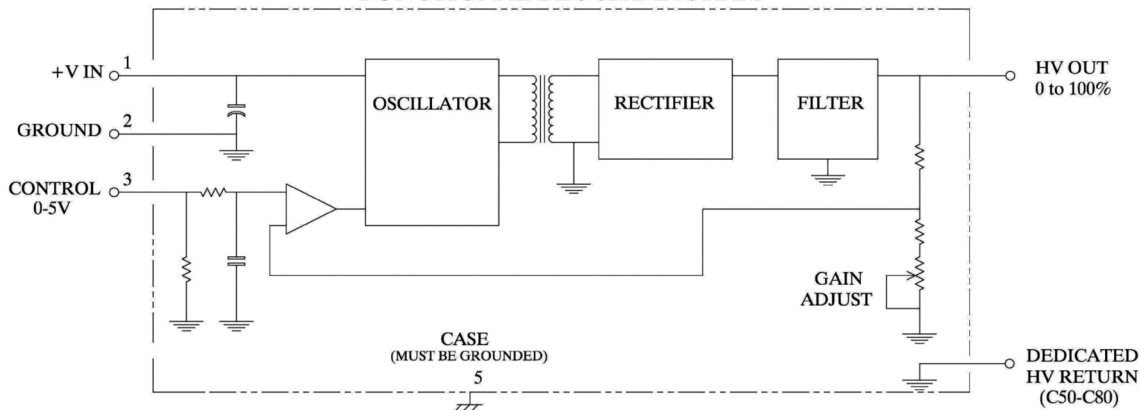 +V IN
1
GROUND
2
CONTROL
0-5V
3
OSCILLATOR
RECTIFIER
FILTER
HV OUT
0 to 100%
GAIN
ADJUST
CASE
(MUST BE GROUNDED)
5
DEDICATED
HV RETURN
(C50-C80)